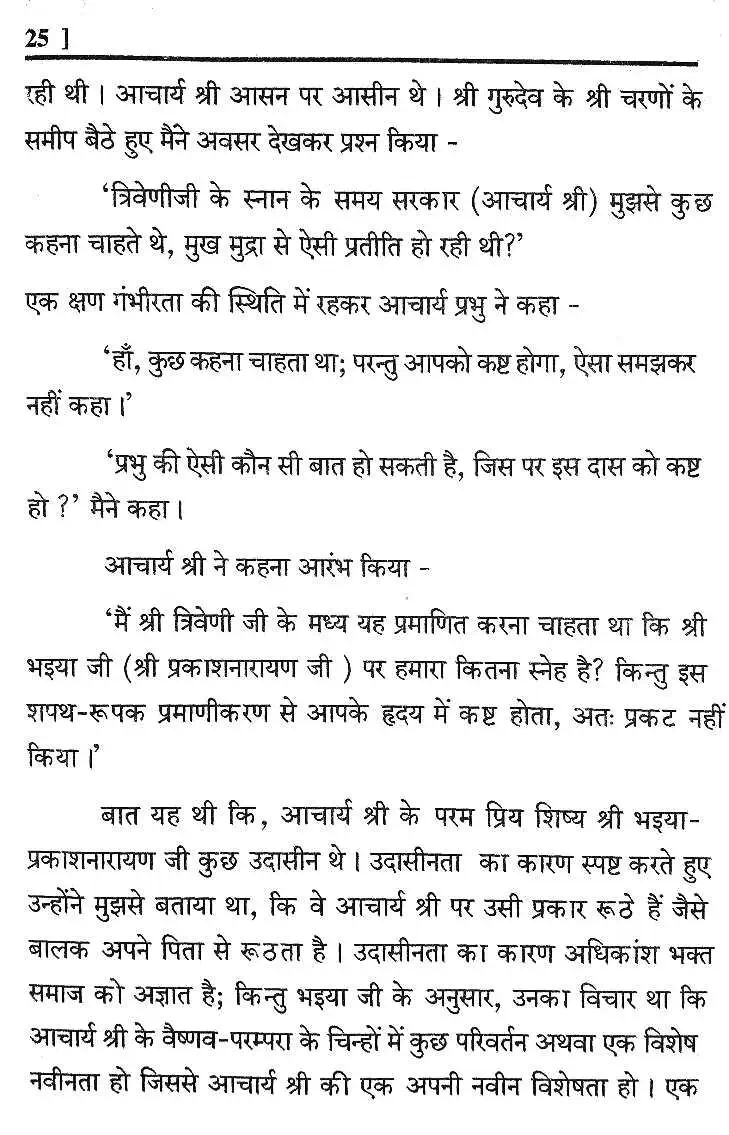 25 ]
रही थी । आचार्य श्री आसन पर आसीन थे । श्री गुरुदेव के श्री चरणों के
समीप बैठे हुए मैंने अवसर देखकर प्रश्न किया -
‘त्रिवेणीजी के स्नान के समय सरकार (आचार्य श्री) मुझसे कुछ
कहना चाहते थे, मुख मुद्रा से ऐसी प्रतीति हो रही थी?’
एक क्षण गंभीरता की स्थिति में रहकर आचार्य प्रभु ने कहा -
‘हाँ, कुछ कहना चाहता था; परन्तु आपको कष्ट होगा, ऐसा समझकर
नहीं कहा ।’
‘प्रभु की ऐसी कौन सी बात हो सकती है, जिस पर इस दास को कष्ट
हो ?’ मैने कहा ।
आचार्य श्री ने कहना आरंभ किया -
‘मैं श्री त्रिवेणी जी के मध्य यह प्रमाणित करना चाहता था कि श्री
भइया जी (श्री प्रकाशनारायण जी ) पर हमारा कितना स्नेह है? किन्तु इस
शपथ-रूपक प्रमाणीकरण से आपके हृदय में कष्ट होता, अतः प्रकट नहीं
किया ।’
बात यह थी कि, आचार्य श्री के परम प्रिय शिष्य श्री भइया-
प्रकाशनारायण जी कुछ उदासीन थे । उदासीनता का कारण स्पष्ट करते हुए
उन्होंने मुझसे बताया था, कि वे आचार्य श्री पर उसी प्रकार रूठे हैं जैसे
बालक अपने पिता से रूठता है । उदासीनता का कारण अधिकांश भक्त
समाज को अज्ञात है; किन्तु भइया जी के अनुसार, उनका विचार था कि
आचार्य श्री के वैष्णव-परम्परा के चिन्हों में कुछ परिवर्तन अथवा एक विशेष
नवीनता हो जिससे आचार्य श्री की एक अपनी नवीन विशेषता हो । एक